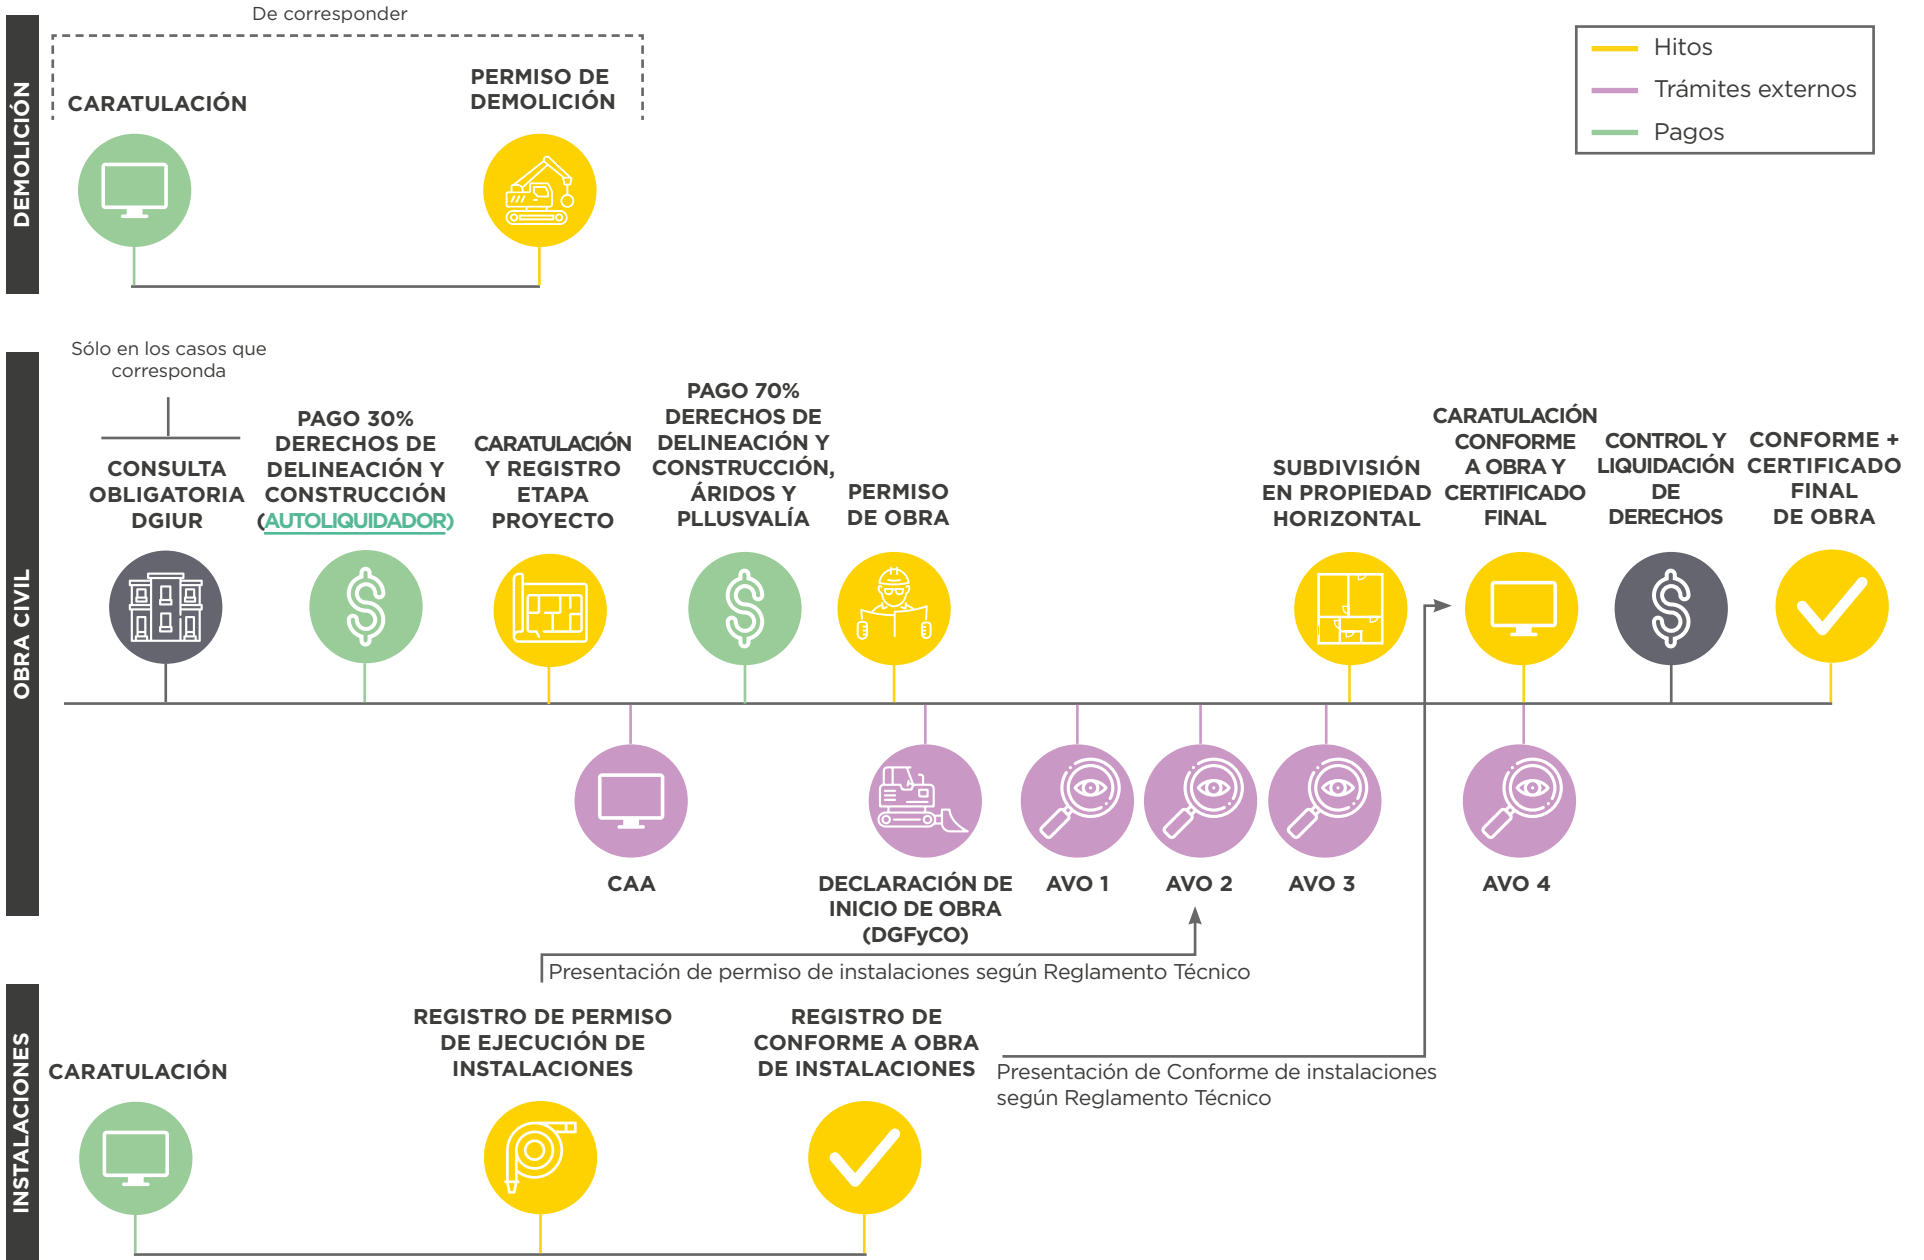 De corresponder
DEMOLICIÓN
CARATULACIÓN
PERMISO DE
DEMOLICIÓN
Hitos
Trámites externos
Pagos
OBRA CIVIL
Sólo en los casos que
corresponda
CONSULTA
OBLIGATORIA
DGIUR
PAGO 30%
DERECHOS DE
DELINEACIÓN Y
CONSTRUCCIÓN
(AUTOLIQUIDADOR)
CARATULACIÓN
Y REGISTRO
ETAPA
PROYECTO
PAGO 70%
DERECHOS DE
DELINEACIÓN Y
CONSTRUCCIÓN,
ÁRIDOS Y
PLLUSVALÍA
PERMISO
DE OBRA
SUBDIVISIÓN
EN PROPIEDAD
HORIZONTAL
CARATULACIÓN
CONFORME
A OBRA Y
CERTIFICADO
FINAL
CONTROL Y
LIQUIDACIÓN
DE
DERECHOS
CONFORME +
CERTIFICADO
FINAL
DE OBRA
CAA
DECLARACIÓN DE
INICIO DE OBRA
(DGFyCO)
AVO 1
AVO 2
AVO 3
AVO 4
Presentación de permiso de instalaciones según Reglamento Técnico
INSTALACIONES
CARATULACIÓN
REGISTRO DE PERMISO
DE EJECUCIÓN DE
INSTALACIONES
REGISTRO DE
CONFORME A OBRA
DE INSTALACIONES
Presentación de Conforme de instalaciones
según Reglamento Técnico